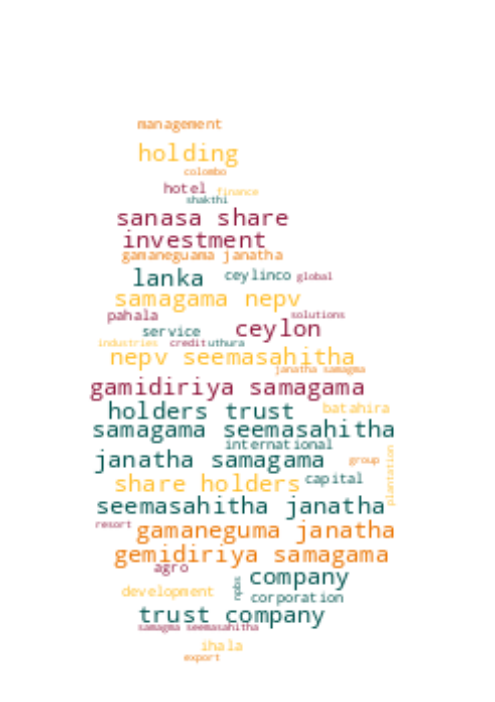 management
holding
colombo
hotel finance
shakthi
sanasa share
investment
gamaneguama janatha
lanka ceylinco global
samagama nepv
pahala solutions
service ceylon
industries credit uthura
nepv seemasahitha
janatha samagma
gamidiriya samagama
holders trust batahira
samagama seemasahitha
international
janatha samagama group
share holders capital plantation
seemasahitha janatha
resort gamaneguma janatha
gemidiriya samagama
agro company
development npbs corporation
trust company
samagma seemasahitha
ihala
export